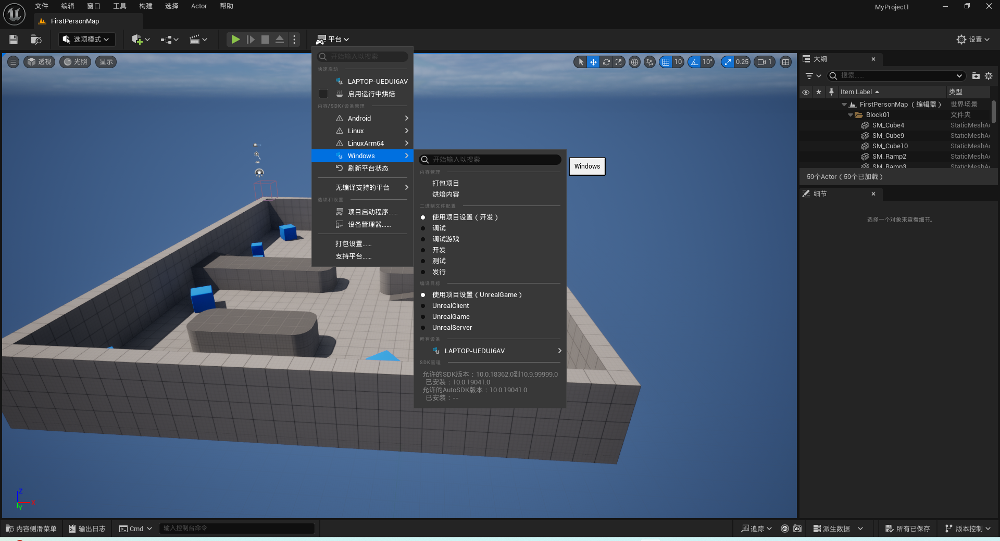 文件 编辑 窗口 工具 构建 选择 Actor 帮助
MyProject1
FirstPersonMap
选项模式
平台
设置
透视 光照 显示
10 10° 0.25 1
开始输入以搜索
快速启动
LAPTOP-UEDUI6AV
启用运行中烘焙
内容/SDK/设备管理
Android
Linux
LinuxArm64
Windows
刷新平台状态
无编译支持的平台
选项和设置
项目启动程序......
设备管理器......
打包设置......
支持平台......
开始输入以搜索
内容管理
打包项目
烘焙内容
二进制文件配置
使用项目设置（开发）
调试
调试游戏
开发
测试
发行
编译目标
使用项目设置（UnrealGame）
UnrealClient
UnrealGame
UnrealServer
所有设备
LAPTOP-UEDUI6AV
SDK管理
允许的SDK版本：10.0.18362.0到10.9.99999.0
已安装：10.0.19041.0
允许的AutoSDK版本：10.0.19041.0
已安装：--
Windows
大纲
搜索......
Item Label 类型
FirstPersonMap（编辑器） 世界场景
Block01 文件夹
SM_Cube4 StaticMeshA
SM_Cube9 StaticMeshA
SM_Cube10 StaticMeshA
SM_Ramp2 StaticMeshA
SM_Ramp3 StaticMeshA
59个Actor（59个已加载）
细节
选择一个对象来查看细节。
Z
X
Y
内容侧滑菜单 输出日志 Cmd 输入控制台命令
追踪 派生数据 所有已保存 版本控制